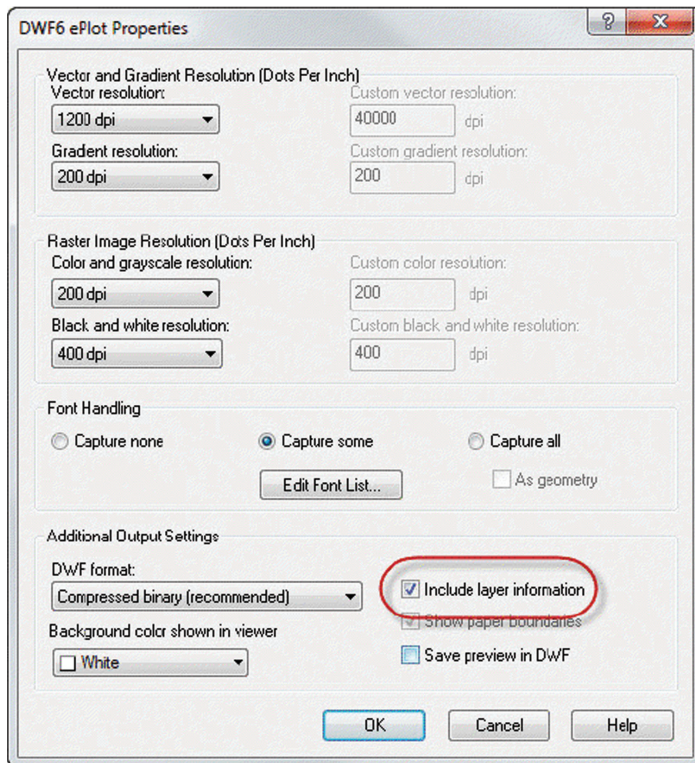 DWF6 ePlot Properties
Vector and Gradient Resolution (Dots Per Inch)
Vector resolution:
Custom vector resolution:
1200 dpi
40000
dpi
Gradient resolution:
Custom gradient resolution:
200 dpi
200
dpi
Raster Image Resolution (Dots Per Inch)
Color and grayscale resolution:
Custom color resolution:
200 dpi
200
dpi
Black and white resolution:
Custom black and white resolution:
400 dpi
400
dpi
Font Handling
Capture none
Capture some
Capture all
Edit Font List...
As geometry
Additional Output Settings
DWF format:
Include layer information
Compressed binary (recommended)
Show paper boundaries
Background color shown in viewer
White
Save preview in DWF
OK
Cancel
Help